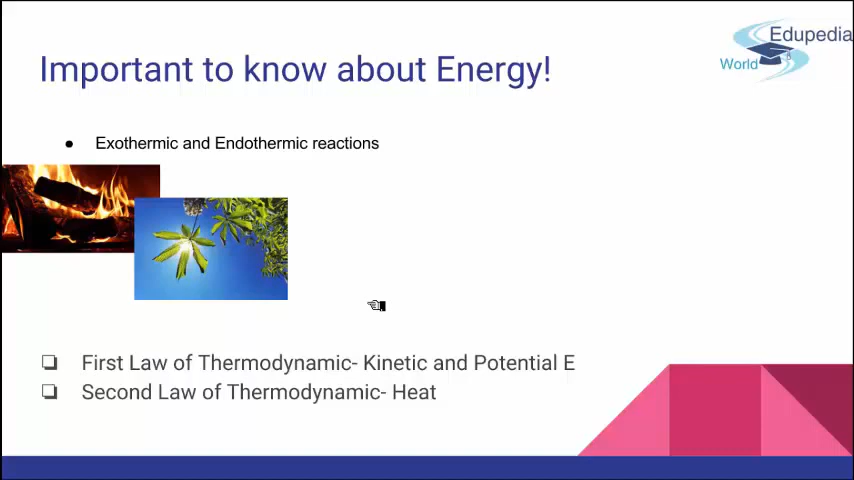 Important to know about Energy!
Edupedia
World
● Exothermic and Endothermic reactions
❏ First Law of Thermodynamic- Kinetic and Potential E
❏ Second Law of Thermodynamic- Heat